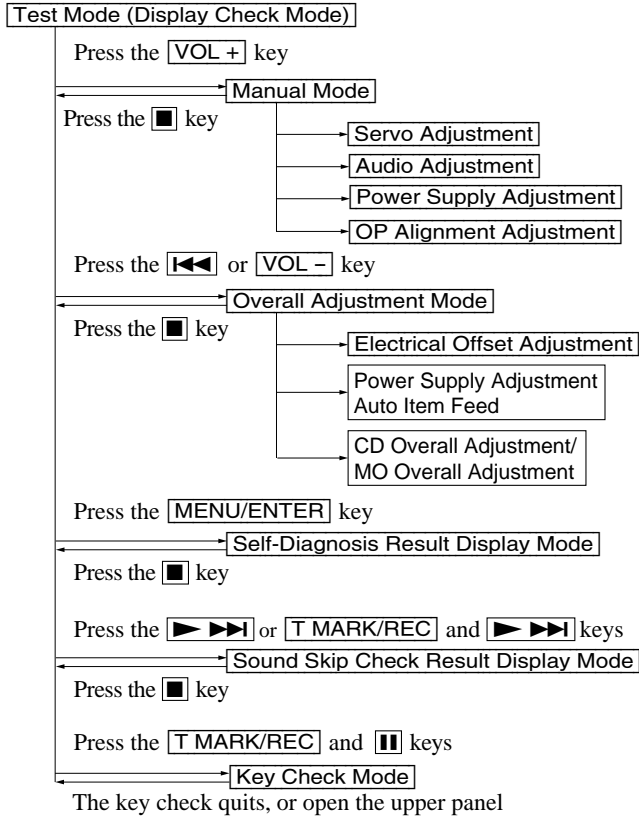 Test Mode (Display Check Mode)
Press the VOL + key
Manual Mode
Press the ■ key
Servo Adjustment
Audio Adjustment
Power Supply Adjustment
OP Alignment Adjustment
Press the ⏮ or VOL – key
Overall Adjustment Mode
Press the ■ key
Electrical Offset Adjustment
Power Supply Adjustment
Auto Item Feed
CD Overall Adjustment/
MO Overall Adjustment
Press the MENU/ENTER key
Self-Diagnosis Result Display Mode
Press the ■ key
Press the ▶ ▶▶I or T MARK/REC and ▶ ▶▶I keys
Sound Skip Check Result Display Mode
Press the ■ key
Press the T MARK/REC and ⏸ keys
Key Check Mode
The key check quits, or open the upper panel